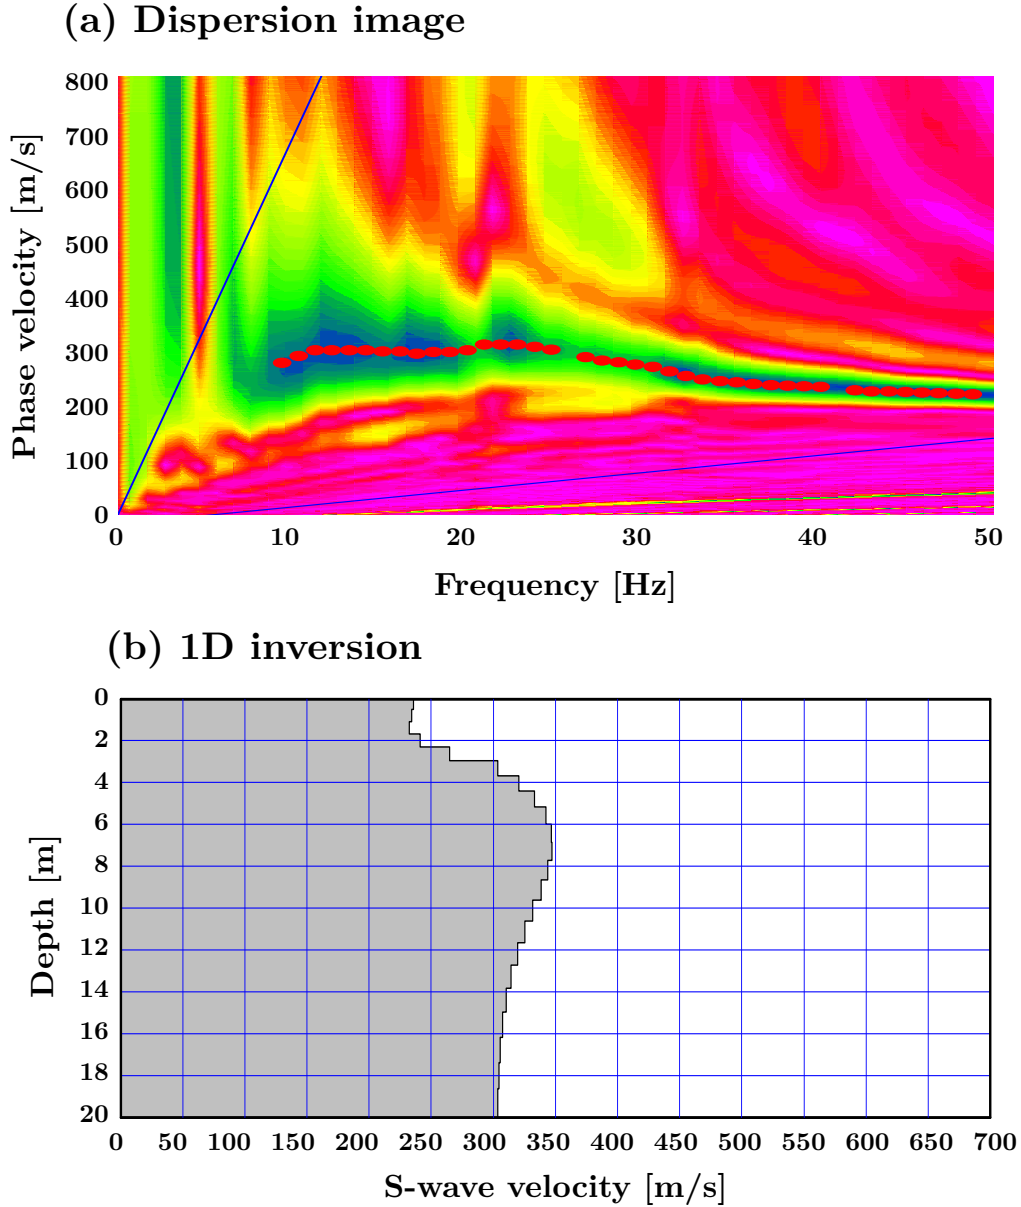 (a) Dispersion image
800
700
600
500
400
300
200
100
0
Phase velocity [m/s]
0 10 20 30 40 50
Frequency [Hz]
(b) 1D inversion
0
2
4
6
8
10
12
14
16
18
20
Depth [m]
0 50 100 150 200 250 300 350 400 450 500 550 600 650 700
S-wave velocity [m/s]